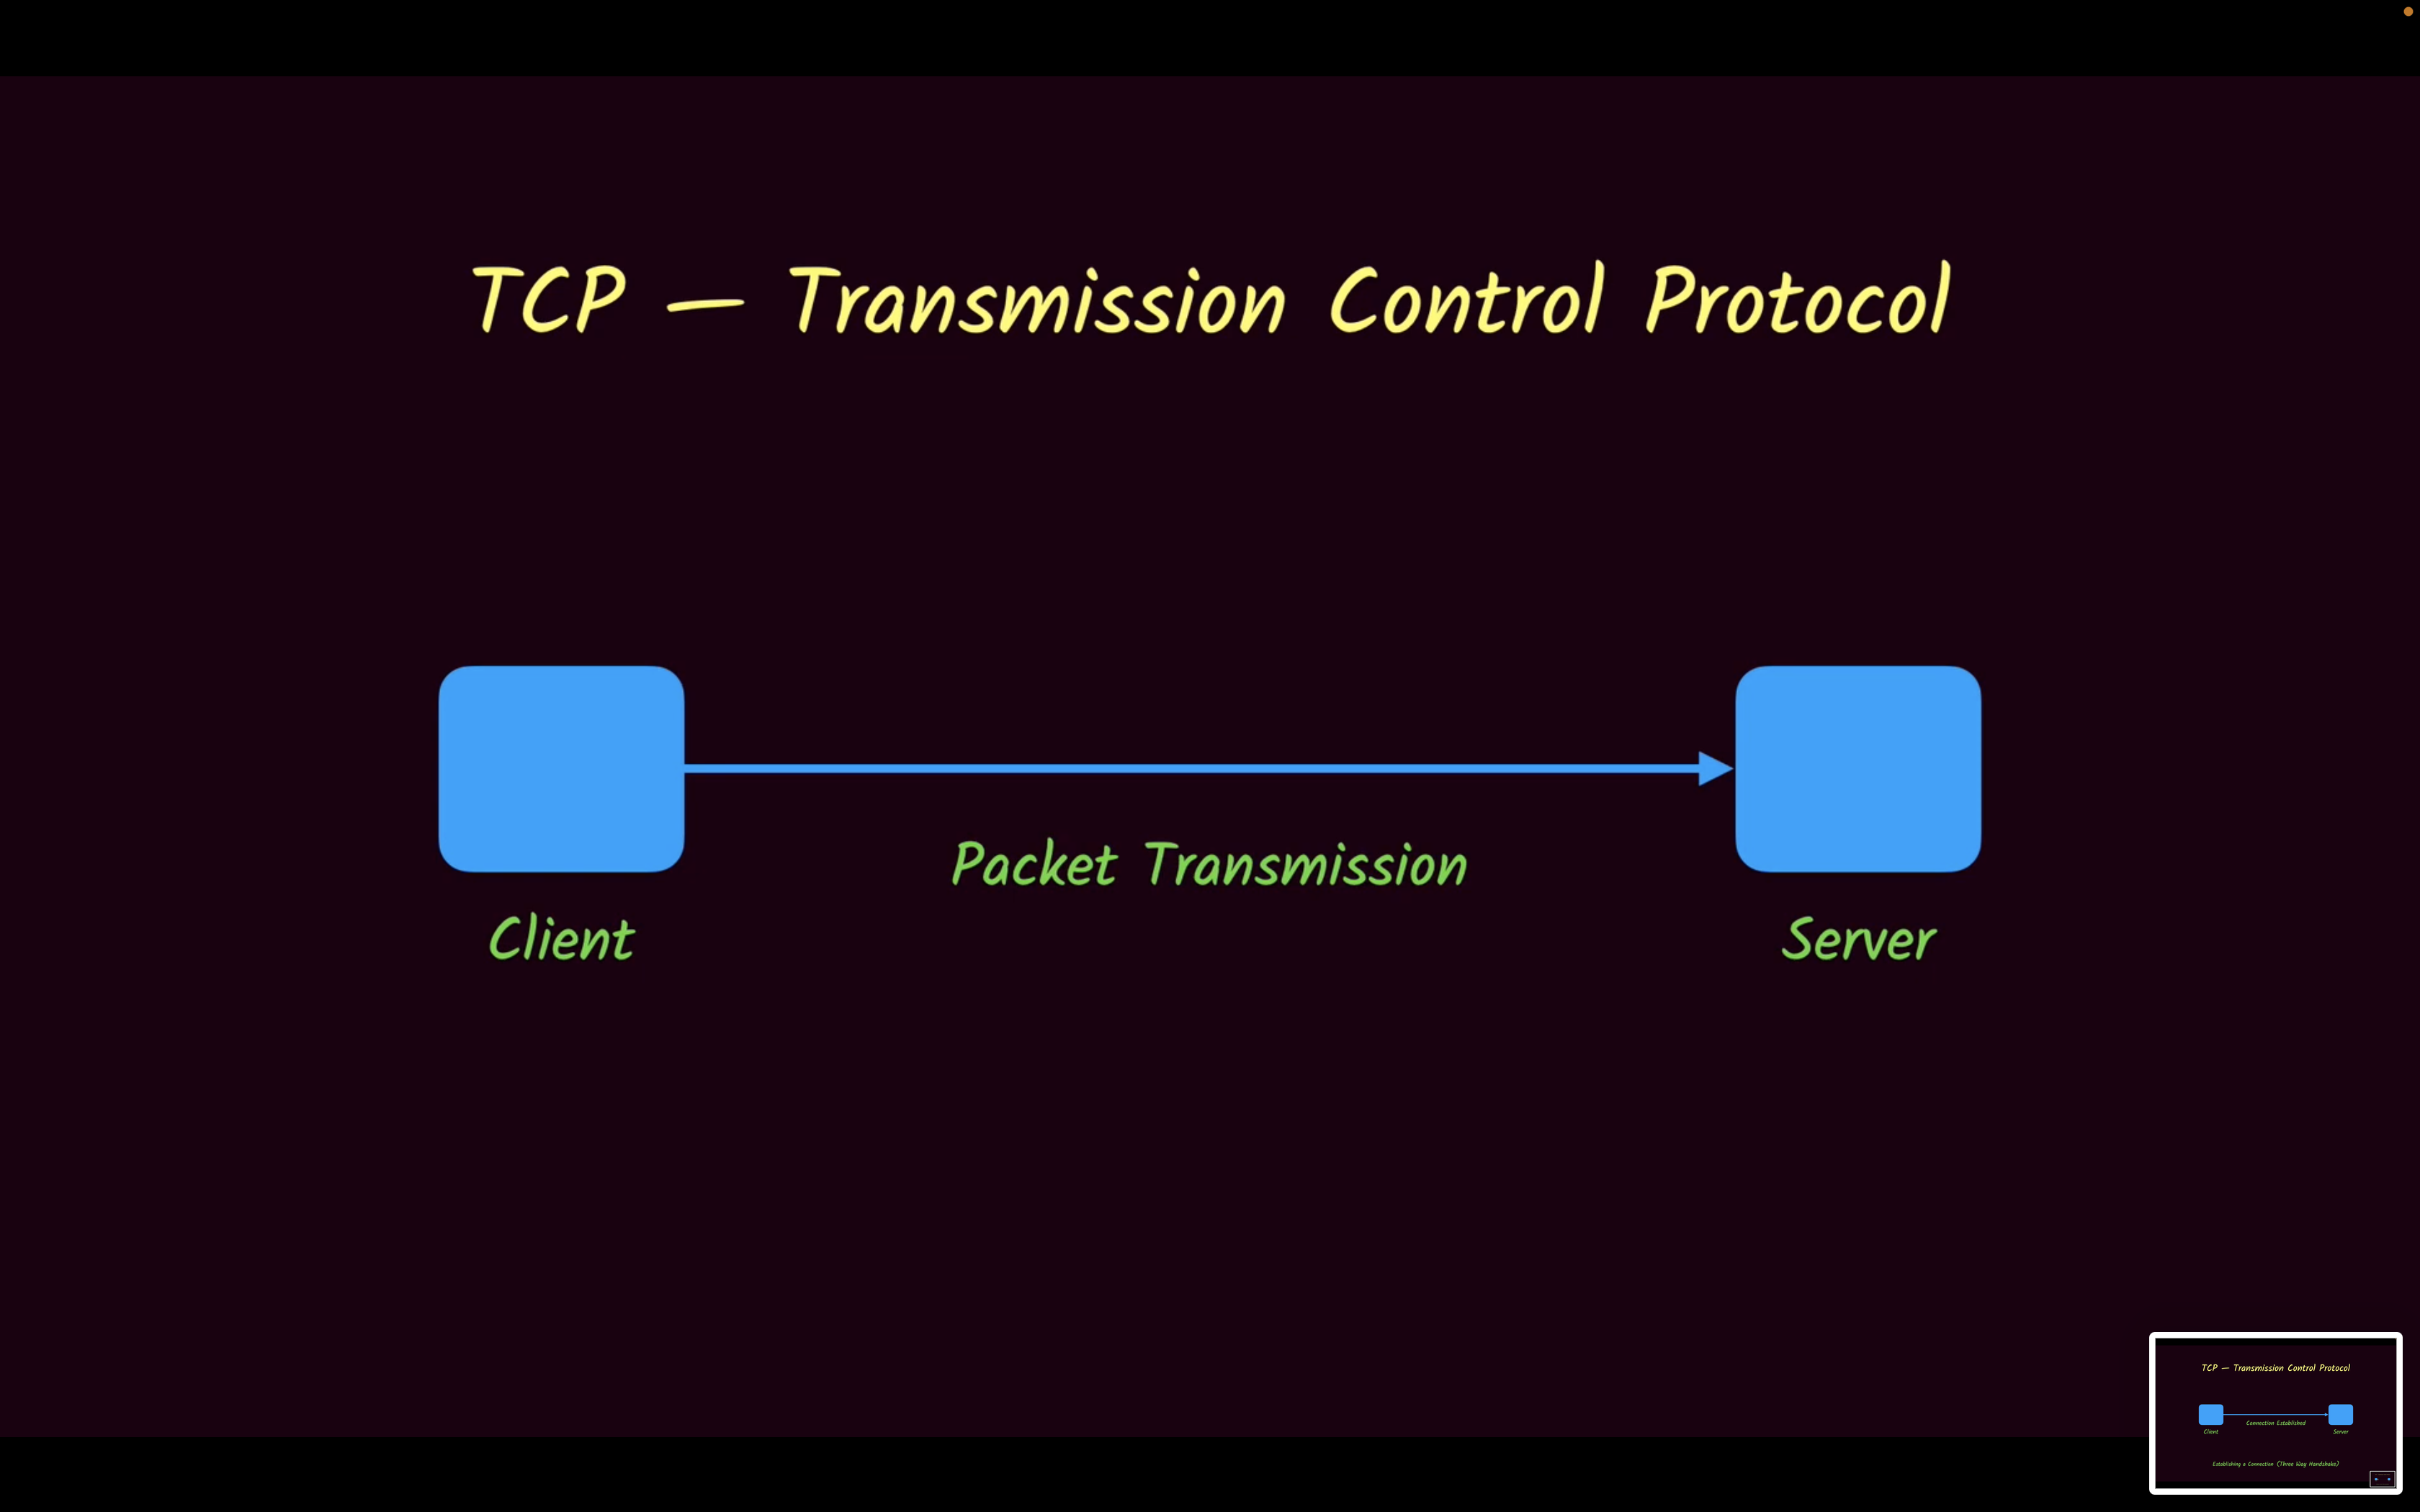 TCP — Transmission Control Protocol
Packet Transmission
Client
Server
TCP — Transmission Control Protocol
Connection Established
Client
Server
Establishing a Connection (Three Way Handshake)